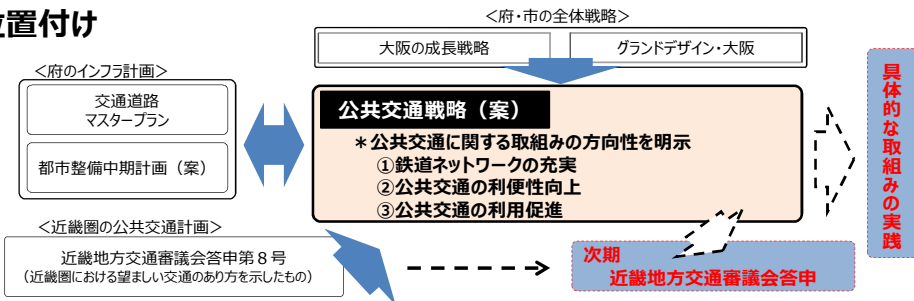 位置付け
＜府・市の全体戦略＞
大阪の成長戦略
グランドデザイン・大阪
＜府のインフラ計画＞
交通道路
マスタープラン
都市整備中期計画（案）
公共交通戦略（案）
＊公共交通に関する取組みの方向性を明示
①鉄道ネットワークの充実
②公共交通の利便性向上
③公共交通の利用促進
具体的な取組みの実践
＜近畿圏の公共交通計画＞
近畿地方交通審議会答申第８号
（近畿圏における望ましい交通のあり方を示したもの）
次期
近畿地方交通審議会答申